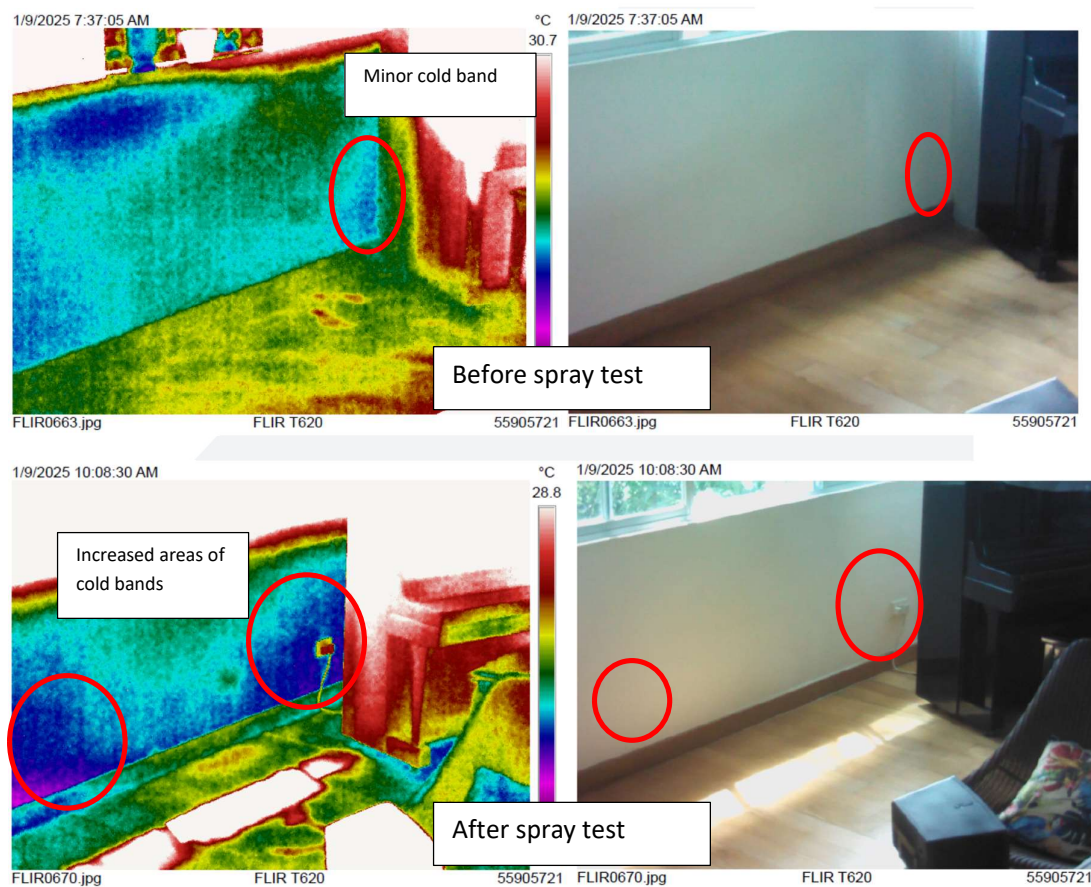 1/9/2025 7:37:05 AM
°C
1/9/2025 7:37:05 AM
30.7
Minor cold band
Before spray test
FLIR0663.jpg
FLIR T620
55905721
FLIR0663.jpg
FLIR T620
55905721
1/9/2025 10:08:30 AM
°C
1/9/2025 10:08:30 AM
28.8
Increased areas of
cold bands
After spray test
FLIR0670.jpg
FLIR T620
55905721
FLIR0670.jpg
FLIR T620
55905721